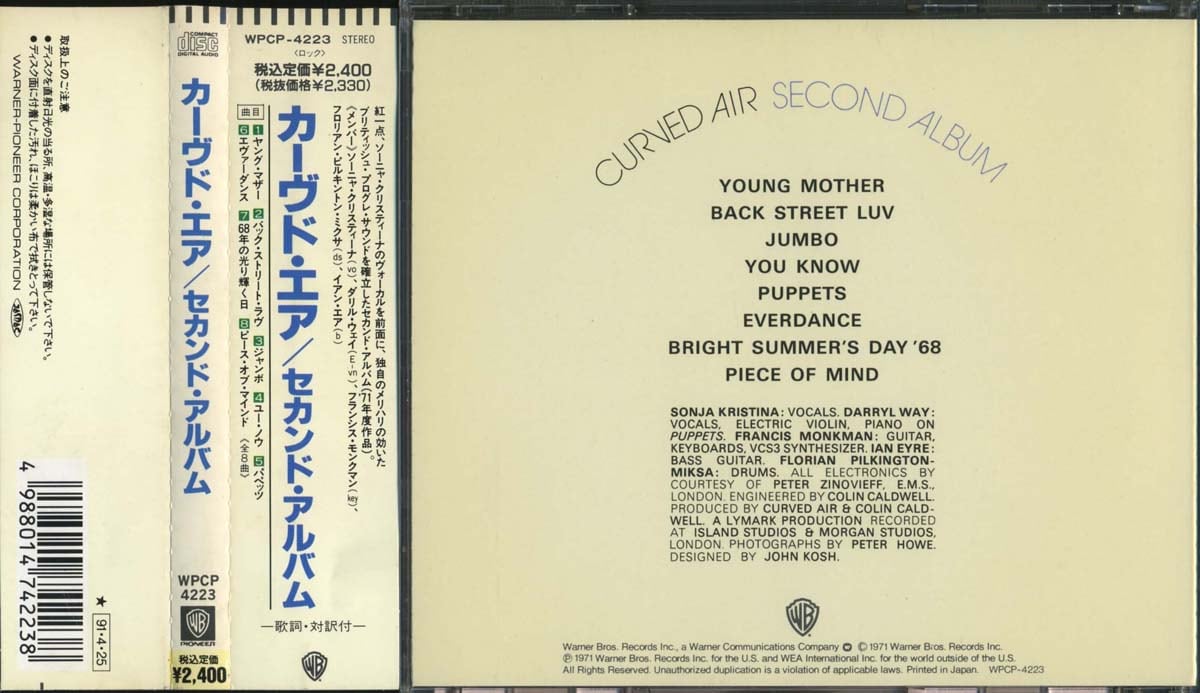 取扱上のご注意
●ディスクを直射日光の当る所、高温・多湿な場所には保管しないで下さい。
●ディスク面に付着した汚れ、ほこりは柔かい布で拭きとって下さい。
WARNER-PIONEER CORPORATION
4 988014 742238
★
91・4・25
COMPACT
disc
DIGITAL AUDIO
カーヴド・エア/セカンド・アルバム
WPCP
4223
WB
PIONEER
税込定価
¥2,400
WPCP-4223 STEREO
〈ロック〉
税込定価¥2,400
(税抜価格¥2,330)
紅一点、ソーニャ・クリスティーナのヴォーカルを前面に、独自のメリハリの効いた
ブリティッシュ・プログレ・サウンドを確立したセカンド・アルバム('71年度作品)。
《メンバー》ソーニャ・クリスティーナ(vo)、ダリル・ウェイ(E-vn)、フランシス・モンクマン(key)、
フロリアン・ピルキントン・ミクサ(ds)、イアン・エア(b)
カーヴド・エア/セカンド・アルバム
曲目
1 ヤング・マザー 2 バック・ストリート・ラヴ 3 ジャンボ 4 ユー・ノウ 5 パペッツ
6 エヴァーダンス 7 68年の光り輝く日 8 ピース・オブ・マインド 〈全8曲〉
—歌詞・対訳付—
WB
CURVED AIR SECOND ALBUM
YOUNG MOTHER
BACK STREET LUV
JUMBO
YOU KNOW
PUPPETS
EVERDANCE
BRIGHT SUMMER'S DAY '68
PIECE OF MIND
SONJA KRISTINA: VOCALS. DARRYL WAY:
VOCALS, ELECTRIC VIOLIN, PIANO ON
PUPPETS. FRANCIS MONKMAN: GUITAR,
KEYBOARDS, VCS3 SYNTHESIZER. IAN EYRE:
BASS GUITAR. FLORIAN PILKINGTON-
MIKSA: DRUMS. ALL ELECTRONICS BY
COURTESY OF PETER ZINOVIEFF, E.M.S.,
LONDON. ENGINEERED BY COLIN CALDWELL.
PRODUCED BY CURVED AIR & COLIN CALD-
WELL. A LYMARK PRODUCTION RECORDED
AT ISLAND STUDIOS & MORGAN STUDIOS,
LONDON. PHOTOGRAPHS BY PETER HOWE.
DESIGNED BY JOHN KOSH.
WB
Warner Bros. Records Inc., a Warner Communications Company ©1971 Warner Bros. Records Inc.
℗ 1971 Warner Bros. Records Inc. for the U.S. and WEA International Inc. for the world outside of the U.S.
All Rights Reserved. Unauthorized duplication is a violation of applicable laws. Printed in Japan. WPCP-4223